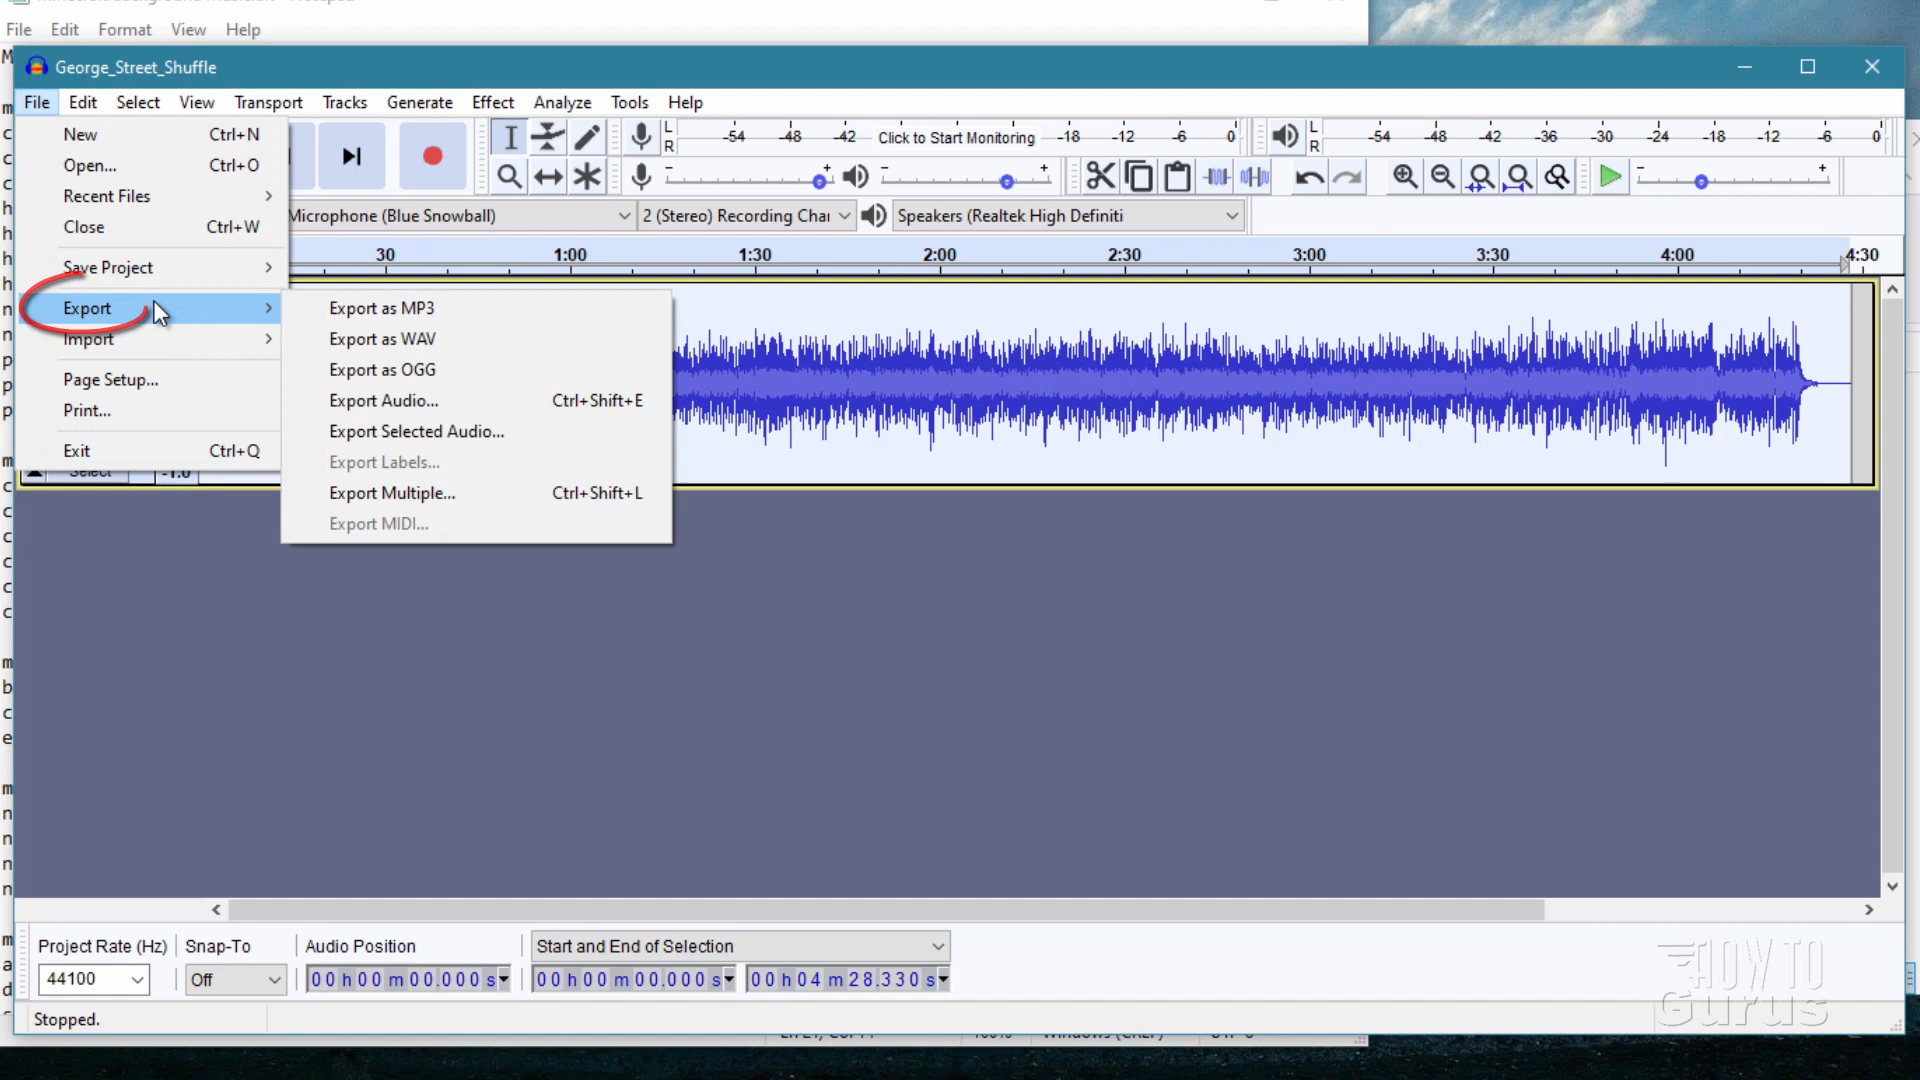 File Edit Format View Help
George_Street_Shuffle
File Edit Select View Transport Tracks Generate Effect Analyze Tools Help
New Ctrl+N
Open... Ctrl+O
Recent Files
Close Ctrl+W
Save Project
Export
Import
Page Setup...
Print...
Exit Ctrl+Q
L R -54 -48 -42 Click to Start Monitoring -18 -12 -6 0
L R -54 -48 -42 -36 -30 -24 -18 -12 -6 0
Microphone (Blue Snowball) 2 (Stereo) Recording Chai Speakers (Realtek High Definiti
30 1:00 1:30 2:00 2:30 3:00 3:30 4:00 4:30
Export as MP3
Export as WAV
Export as OGG
Export Audio... Ctrl+Shift+E
Export Selected Audio...
Export Labels...
Export Multiple... Ctrl+Shift+L
Export MIDI...
Select -1.0
Project Rate (Hz) Snap-To Audio Position Start and End of Selection
44100 Off 00 h 00 m 00.000 s 00 h 00 m 00.000 s 00 h 04 m 28.330 s
Stopped.
HOW TO
Gurus